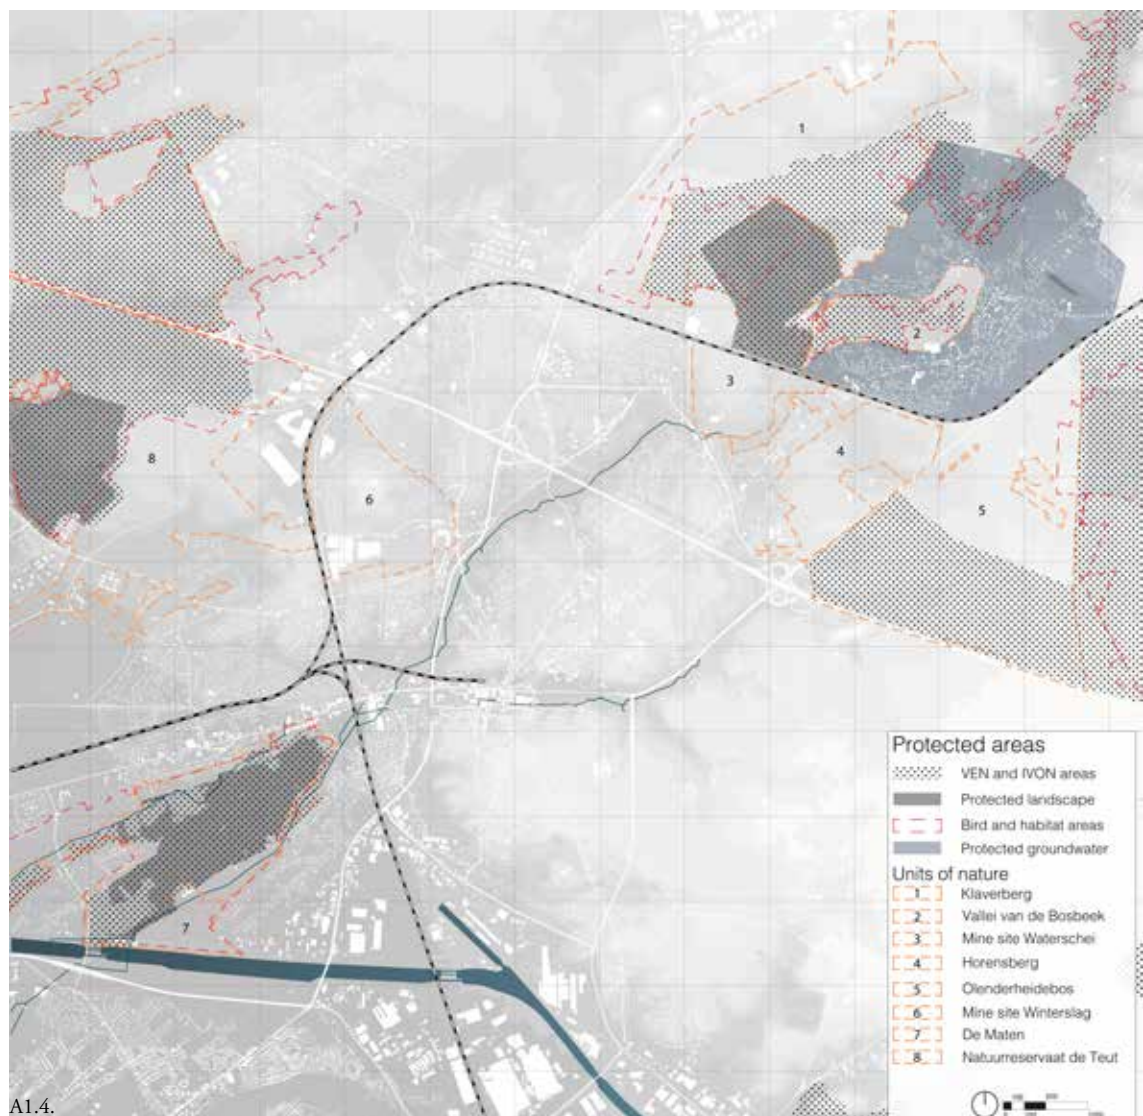 1
2
3
4
5
6
7
8
Protected areas
VEN and IVON areas
Protected landscape
Bird and habitat areas
Protected groundwater
Units of nature
1 Klaverberg
2 Vallei van de Bosbeek
3 Mine site Waterschei
4 Horensberg
5 Olenderheidebos
6 Mine site Winterslag
7 De Maten
8 Natuurreservaat de Teut
A1.4.